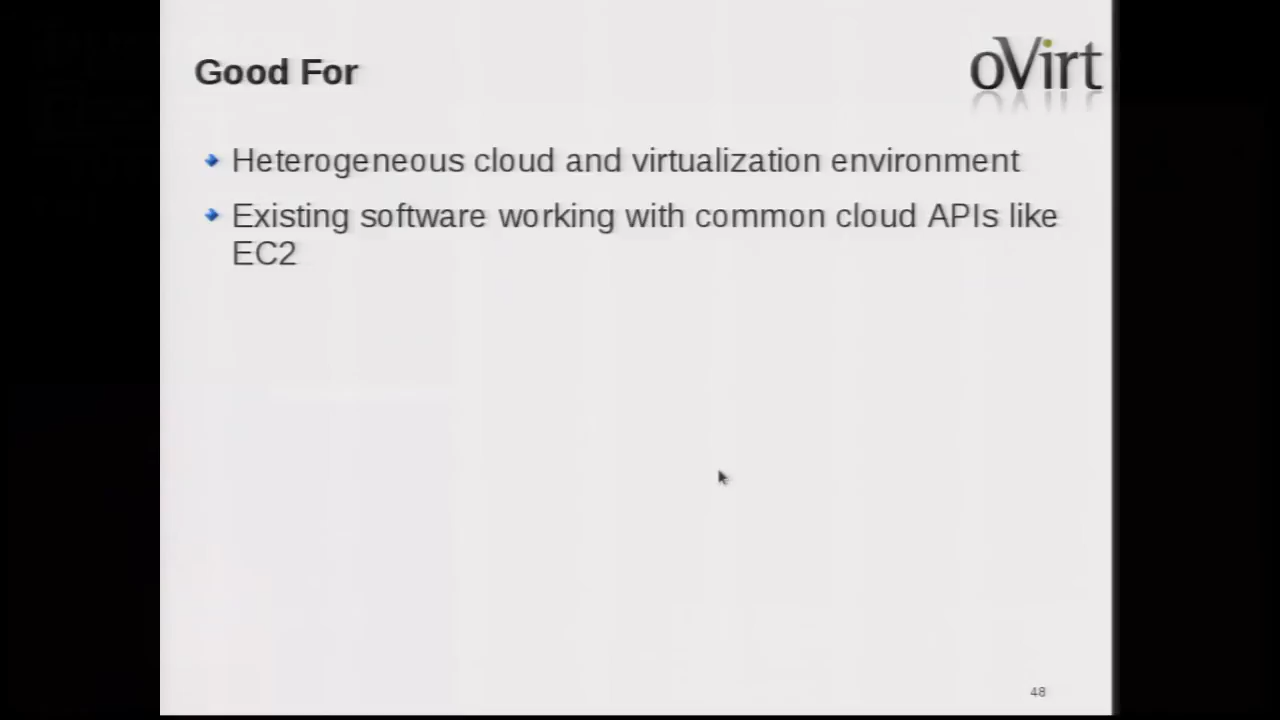 Good For
oVirt
Heterogeneous cloud and virtualization environment
Existing software working with common cloud APIs like
EC2
48